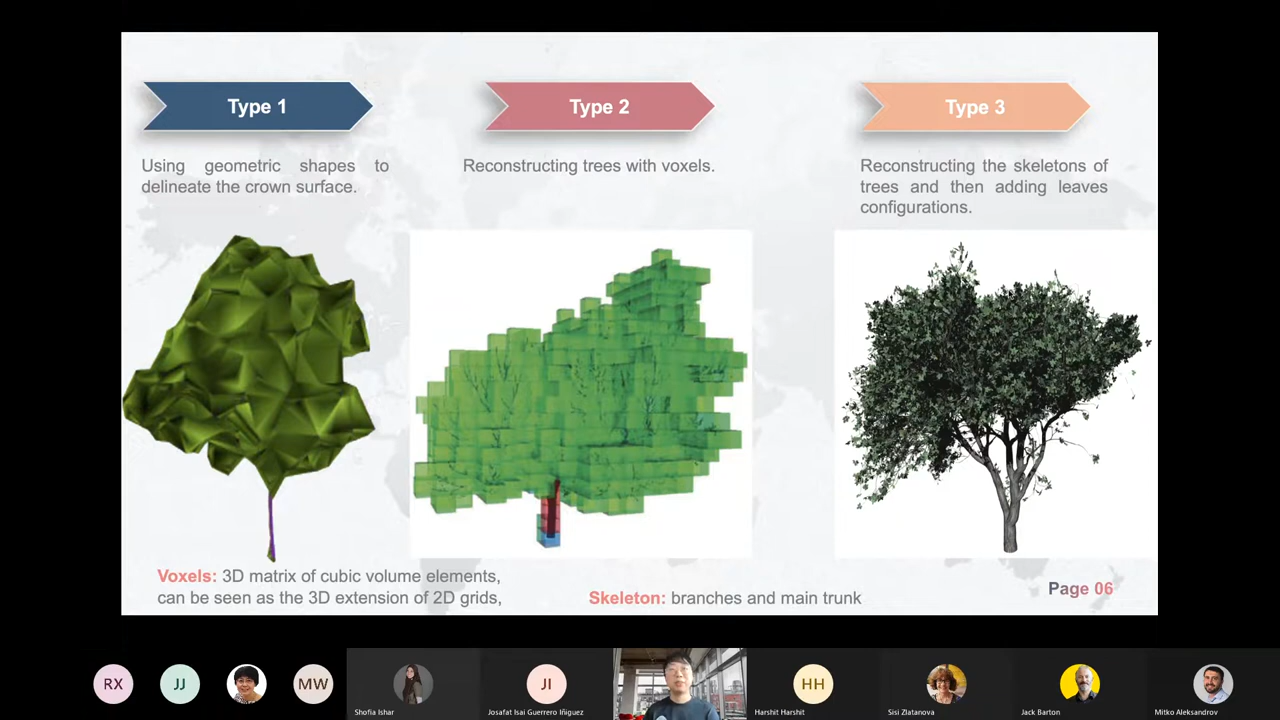 Type 1
Type 2
Type 3
Using geometric shapes to
delineate the crown surface.
Reconstructing trees with voxels.
Reconstructing the skeletons of
trees and then adding leaves
configurations.
Voxels: 3D matrix of cubic volume elements,
can be seen as the 3D extension of 2D grids,
Skeleton: branches and main trunk
Page 06
RX
JJ
MW
JI
HH
Shofia Ishar
Josafat Isai Guerrero Iñiguez
Harshit Harshit
Sisi Zlatanova
Jack Barton
Mitko Aleksandrov